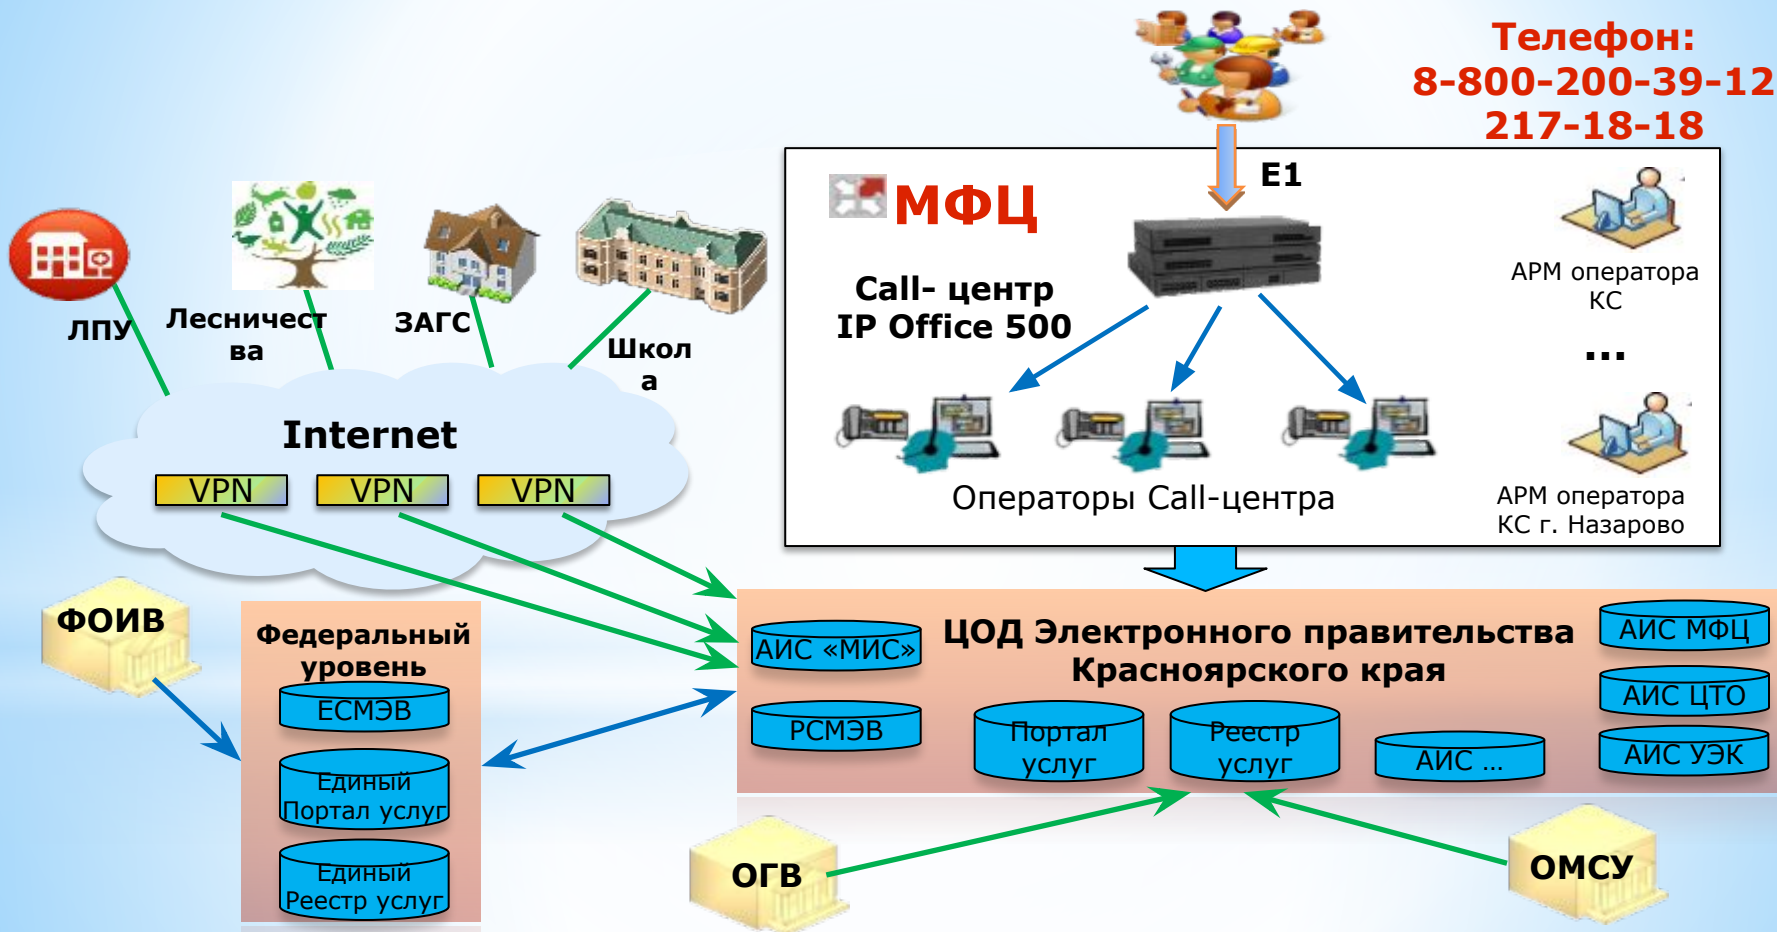 Телефон:
8-800-200-39-12
217-18-18
E1
МФЦ
Call- центр
IP Office 500
АРМ оператора
КС
...
Операторы Call-центра
АРМ оператора
КС г. Назарово
ЛПУ
Лесничест
ва
ЗАГС
Школ
а
Internet
VPN
VPN
VPN
ФОИВ
Федеральный
уровень
ЕСМЭВ
Единый
Портал услуг
Единый
Реестр услуг
ЦОД Электронного правительства
Красноярского края
АИС «МИС»
РСМЭВ
Портал
услуг
Реестр
услуг
АИС ...
АИС МФЦ
АИС ЦТО
АИС УЭК
ОГВ
ОМСУ